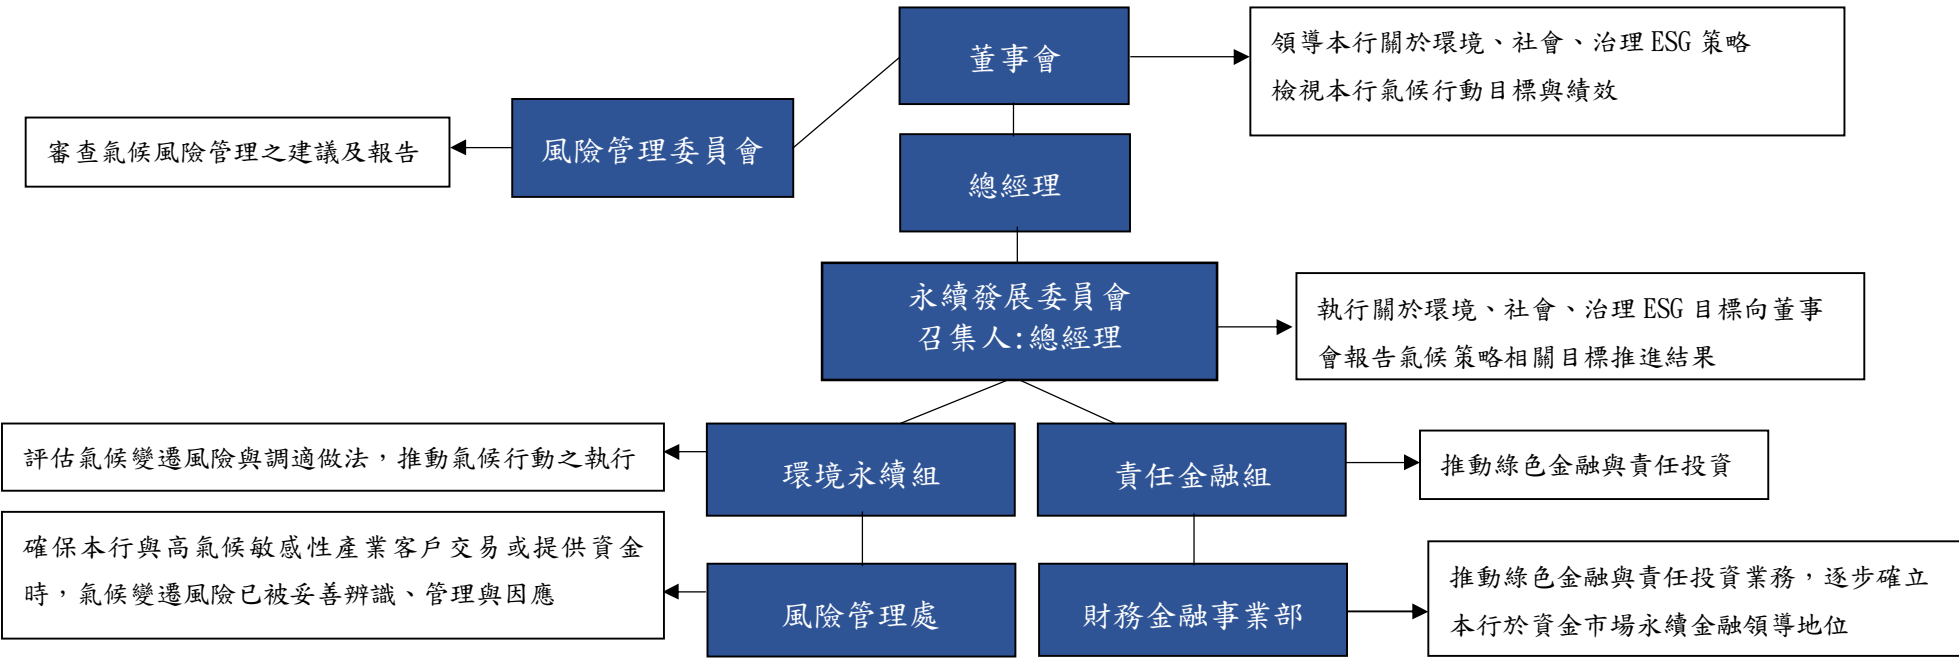 董事會
領導本行關於環境、社會、治理 ESG 策略
檢視本行氣候行動目標與績效
審查氣候風險管理之建議及報告
風險管理委員會
總經理
永續發展委員會
召集人:總經理
執行關於環境、社會、治理 ESG 目標向董事
會報告氣候策略相關目標推進結果
評估氣候變遷風險與調適做法，推動氣候行動之執行
環境永續組
責任金融組
推動綠色金融與責任投資
確保本行與高氣候敏感性產業客戶交易或提供資金
時，氣候變遷風險已被妥善辨識、管理與因應
風險管理處
財務金融事業部
推動綠色金融與責任投資業務，逐步確立
本行於資金市場永續金融領導地位